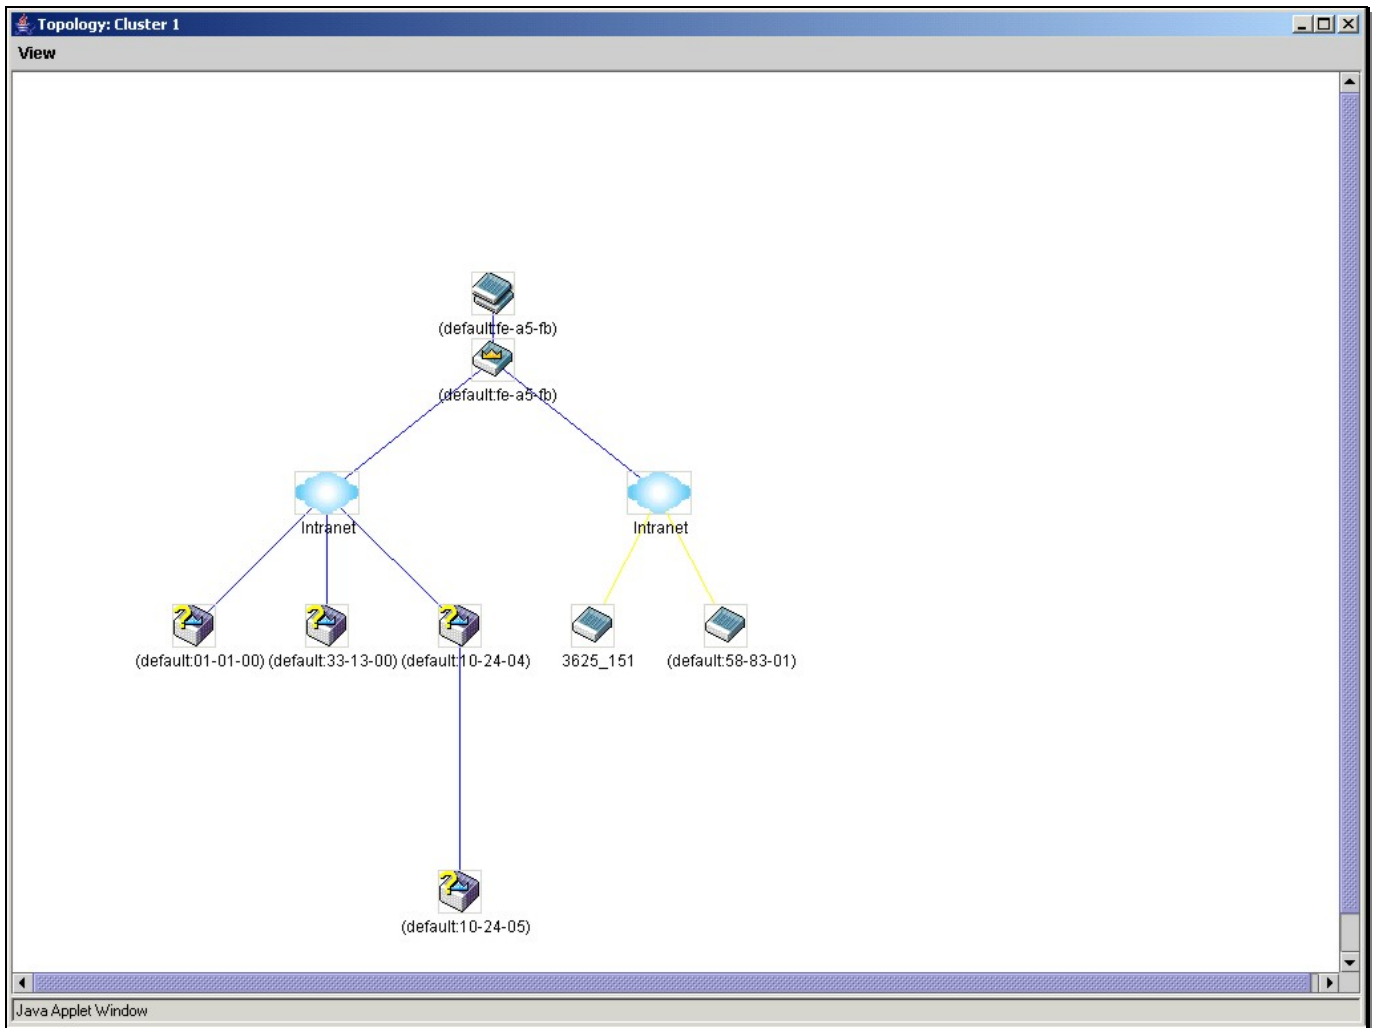 Topology: Cluster 1
View
(default:fe-a5-fb)
(default:fe-a5-fb)
Intranet Intranet
(default:01-01-00) (default:33-13-00) (default:10-24-04) 3625_151 (default:58-83-01)
(default:10-24-05)
Java Applet Window